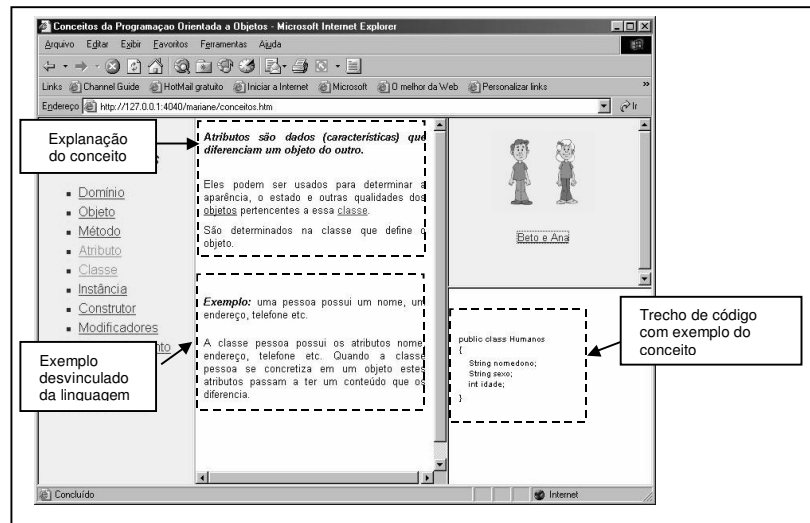 Conceitos da Programaçao Orientada a Objetos - Microsoft Internet Explorer
Arquivo Editar Exibir Favoritos Ferramentas Ajuda
Links Channel Guide HotMail gratuito Iniciar a Internet Microsoft O melhor da Web Personalizar links »
Endereço http://127.0.0.1:4040/mariane/conceitos.htm Ir
Explanação
do conceito
Domínio
Objeto
Método
Atributo
Classe
Instância
Construtor
Modificadores
Exemplo
desvinculado
da linguagem
Atributos são dados (características) que
diferenciam um objeto do outro.
Eles podem ser usados para determinar a
aparência, o estado e outras qualidades dos
objetos pertencentes a essa classe.
São determinados na classe que define o
objeto.
Exemplo: uma pessoa possui um nome, um
endereço, telefone etc.
A classe pessoa possui os atributos nome,
endereço, telefone etc. Quando a classe
pessoa se concretiza em um objeto estes
atributos passam a ter um conteúdo que os
diferencia.
Beto e Ana
public class Humanos
{
String nomedono;
String sexo;
int idade;
}
Trecho de código
com exemplo do
conceito
Concluído Internet